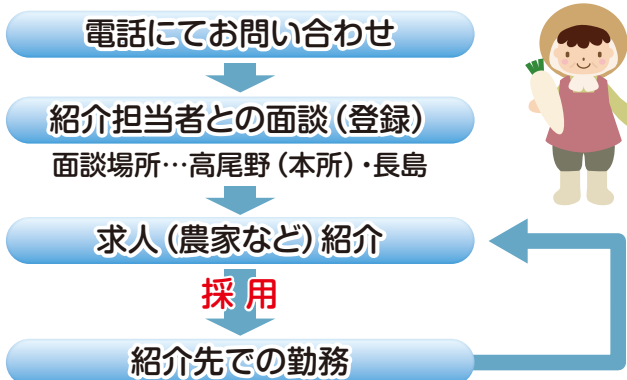 電話にてお問い合わせ
紹介担当者との面談（登録）
面談場所…高尾野（本所）・長島
求人（農家など）紹介
採用
紹介先での勤務